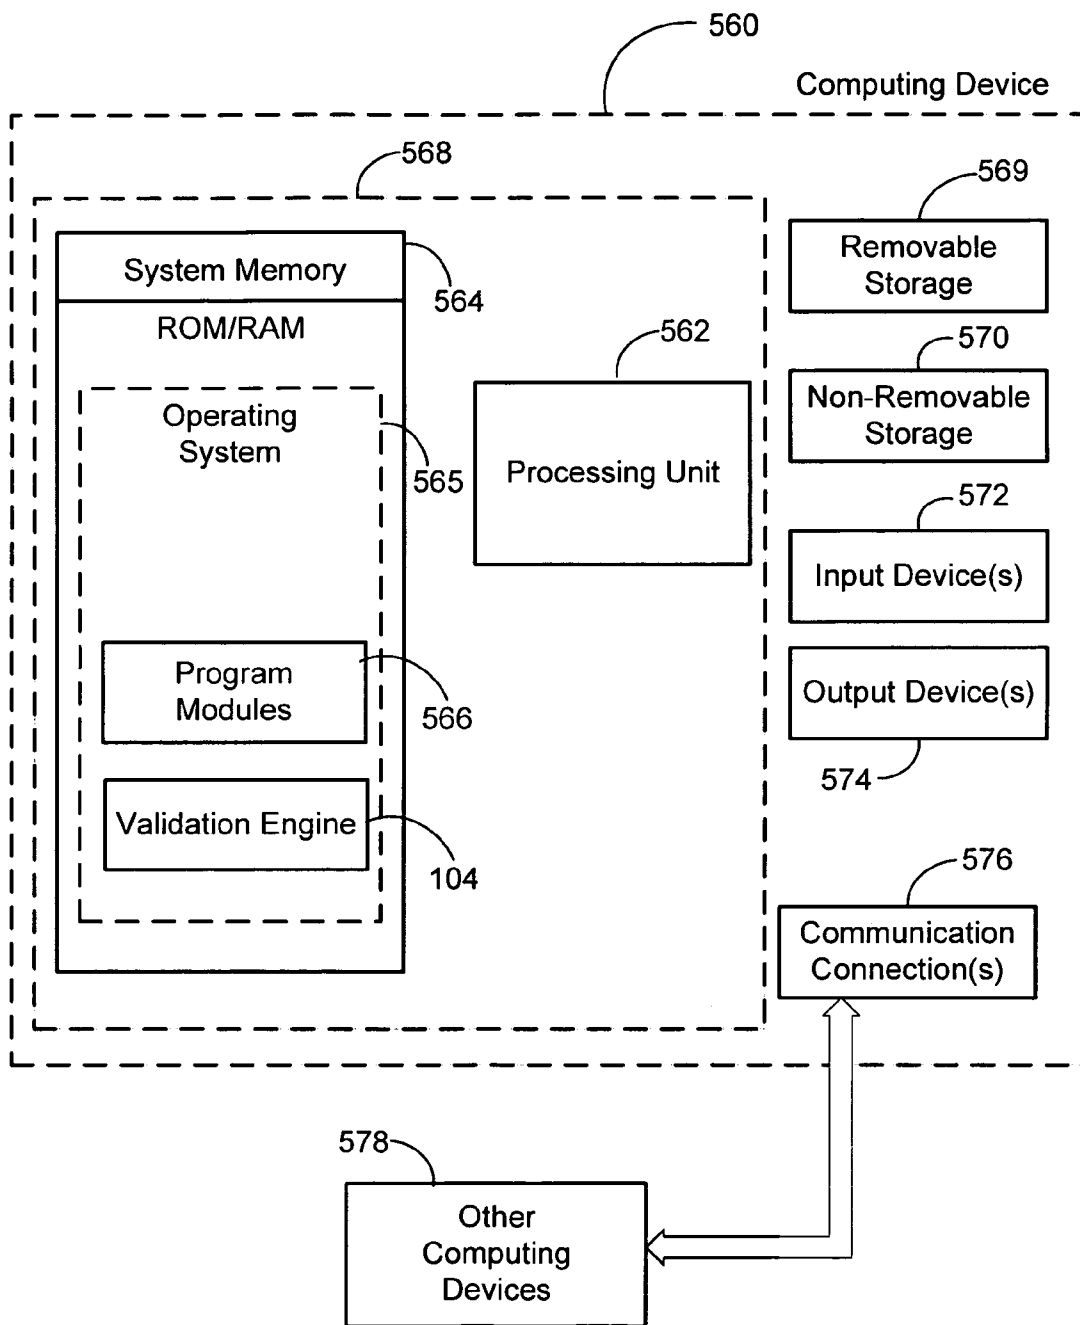 560
Computing Device
568
569
Removable
Storage
System Memory
564
ROM/RAM
562
570
Non-Removable
Storage
Operating
System
565
Processing Unit
572
Input Device(s)
Program
Modules
566
Output Device(s)
574
Validation Engine
104
576
Communication
Connection(s)
578
Other
Computing
Devices